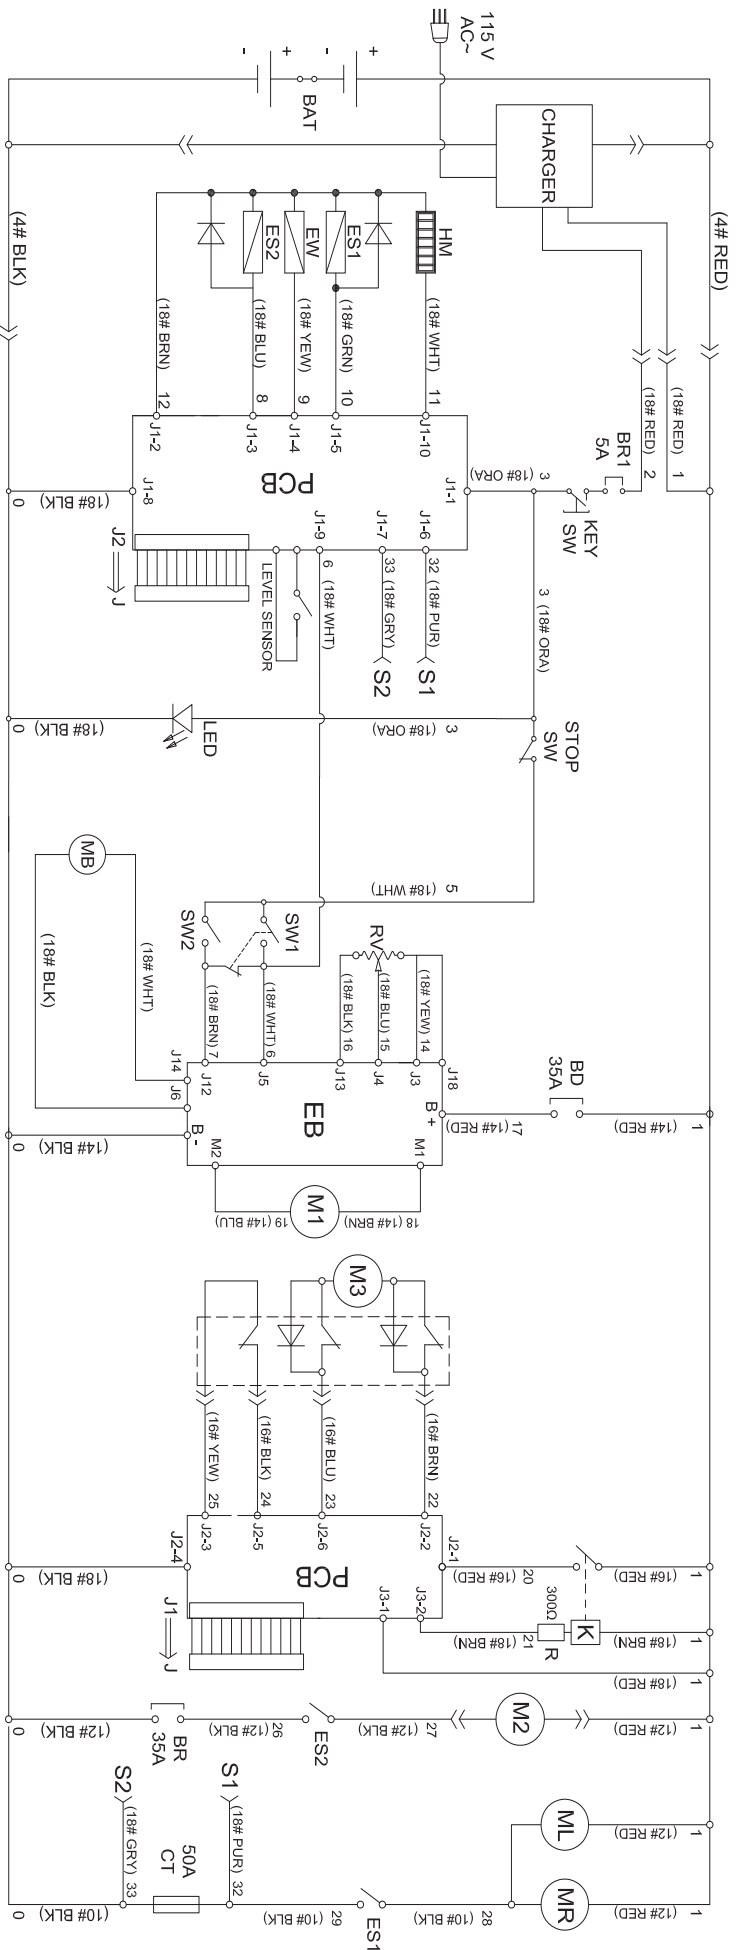 115 V
AC~
+
-
+
-
BAT
CHARGER
(4# RED)
(4# BLK)
HM
ES1
EW
ES2
(18# WHT)
11
(18# GRN)
10
(18# YEW)
9
(18# BLU)
8
(18# BRN)
12
(18# RED)
1
(18# RED)
2
BR1
5A
KEY
SW
3
(18# ORA)
J1-10
J1-5
J1-4
J1-3
J1-2
J1-1
PCB
J1-8
(18# BLK)
0
J1-6
J1-7
J1-9
J2
J
32
(18# PUR)
S1
33
(18# GRY)
S2
6
(18# WHT)
LEVEL SENSOR
3
(18# ORA)
STOP
SW
3
(18# ORA)
LED
(18# BLK)
0
5
(18# WHT)
MB
(18# WHT)
(18# BLK)
SW1
SW2
RV
(18# YEW) 14
(18# BLU) 15
(18# BLK) 16
(18# WHT) 6
(18# BRN) 7
J18
J3
J4
J13
J5
J12
J14
J6
B+
B-
EB
M1
M2
BD
35A
1
(14# RED)
17
(14# RED)
(14# BLK)
0
M1
18 (14# BRN)
19 (14# BLU)
M3
(16# BRN) 22
(16# BLU) 23
(16# BLK) 24
(16# YEW) 25
J2-2
J2-6
J2-5
J2-3
J2-1
J2-4
PCB
J3-2
J3-1
J1
J
(18# BLK)
0
1
(16# RED)
20
(16# RED)
K
R
300Ω
21
(18# BRN)
1
(18# BRN)
1
(18# RED)
M2
1
(12# RED)
27
(12# BLK)
ES2
26
(12# BLK)
BR
35A
(12# BLK)
0
ML
1
(12# RED)
MR
1
(12# RED)
28
(10# BLK)
ES1
29
(10# BLK)
S1
(18# PUR) 32
S2
(18# GRY) 33
50A
CT
(10# BLK)
0